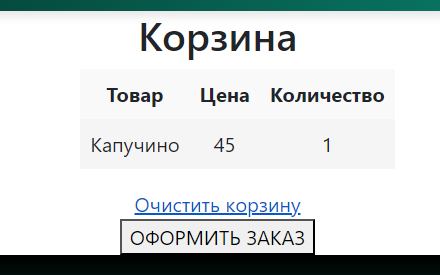 Корзина
Товар Цена Количество
Капучино 45 1
Очистить корзину
ОФОРМИТЬ ЗАКАЗ